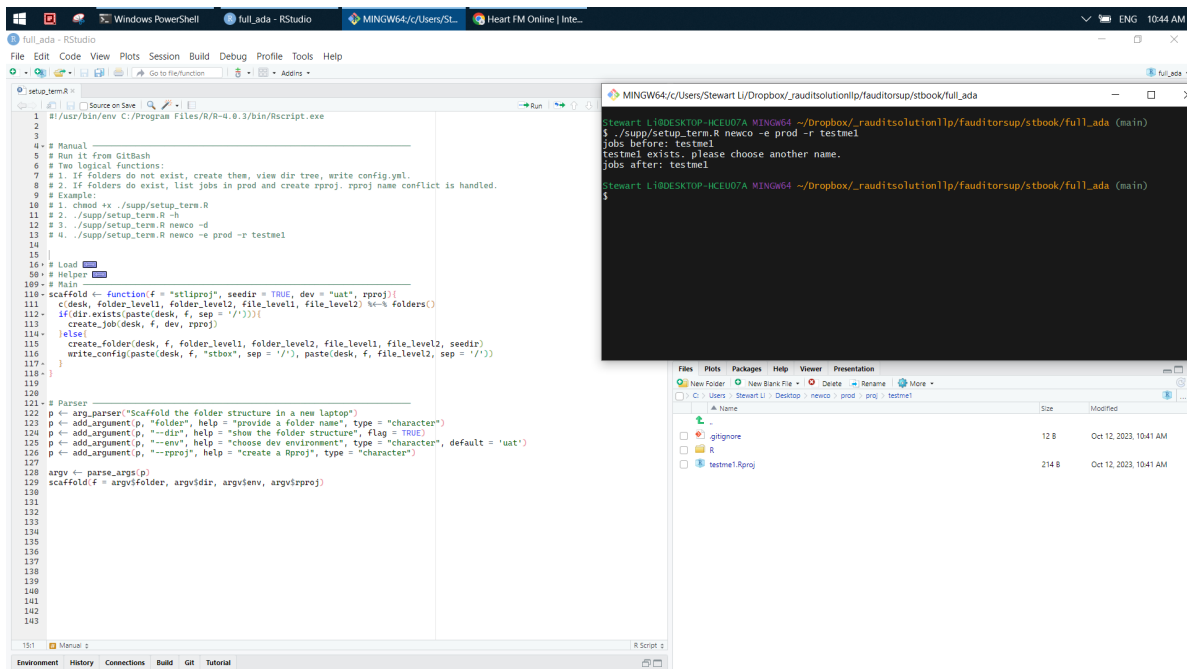 Windows PowerShell
full_ada - RStudio
MINGW64:/c/Users/St...
Heart FM Online | Inte...
ENG 10:44 AM
full_ada - RStudio
File Edit Code View Plots Session Build Debug Profile Tools Help
Go to file/function
Addins
full_ada
setup_term.R
Source on Save
Run
1 #!/usr/bin/env C:/Program Files/R/R-4.0.3/bin/Rscript.exe
2
3
4 # Manual
5 # Run it from GitBash
6 # Two logical functions:
7 # 1. If folders do not exist, create them, view dir tree, write config.yml.
8 # 2. If folders do exist, list jobs in prod and create rproj. rproj name conflict is handled.
9 # Example:
10 # 1. chmod +x ./supp/setup_term.R
11 # 2. ./supp/setup_term.R -h
12 # 3. ./supp/setup_term.R newco -d
13 # 4. ./supp/setup_term.R newco -e prod -r testme1
14
15
16 # Load
50 # Helper
109 # Main
110 scaffold ← function(f = "stliproj", seedir = TRUE, dev = "uat", rproj){
111 c(desk, folder_level1, folder_level2, file_level1, file_level2) %←% folders()
112 if(dir.exists(paste(desk, f, sep = '/'))){
113 create_job(desk, f, dev, rproj)
114 }else{
115 create_folder(desk, f, folder_level1, folder_level2, file_level1, file_level2, seedir)
116 write_config(paste(desk, f, "stbox", sep = '/'), paste(desk, f, file_level2, sep = '/'))
117 }
118 }
119
120
121 # Parser
122 p ← arg_parser("Scaffold the folder structure in a new laptop")
123 p ← add_argument(p, "folder", help = "provide a folder name", type = "character")
124 p ← add_argument(p, "--dir", help = "show the folder structure", flag = TRUE)
125 p ← add_argument(p, "--env", help = "choose dev environment", type = "character", default = 'uat')
126 p ← add_argument(p, "--rproj", help = "create a Rproj", type = "character")
127
128 argv ← parse_args(p)
129 scaffold(f = argv$folder, argv$dir, argv$env, argv$rproj)
130
131
132
133
134
135
136
137
138
139
140
141
142
143
15:1 Manual R Script
Environment History Connections Build Git Tutorial
MINGW64:/c/Users/Stewart Li/Dropbox/_rauditsolutionllp/fauditorsup/stbook/full_ada
Stewart Li@DESKTOP-HCEU07A MINGW64 ~/Dropbox/_rauditsolutionllp/fauditorsup/stbook/full_ada (main)
$ ./supp/setup_term.R newco -e prod -r testme1
jobs before: testme1
testme1 exists. please choose another name.
jobs after: testme1
Stewart Li@DESKTOP-HCEU07A MINGW64 ~/Dropbox/_rauditsolutionllp/fauditorsup/stbook/full_ada (main)
$
Files Plots Packages Help Viewer Presentation
New Folder New Blank File Delete Rename More
C: Users Stewart Li Desktop newco prod proj testme1
Name Size Modified
..
.gitignore 12 B Oct 12, 2023, 10:41 AM
R
testme1.Rproj 214 B Oct 12, 2023, 10:41 AM